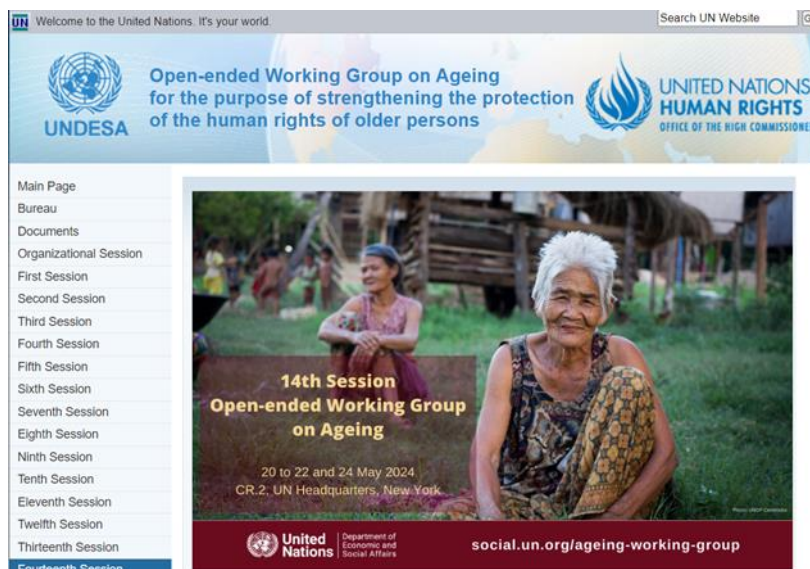 UN Welcome to the United Nations. It's your world.
Search UN Website
UNDESA
Open-ended Working Group on Ageing
for the purpose of strengthening the protection
of the human rights of older persons
UNITED NATIONS
HUMAN RIGHTS
OFFICE OF THE HIGH COMMISSIONE
Main Page
Bureau
Documents
Organizational Session
First Session
Second Session
Third Session
Fourth Session
Fifth Session
Sixth Session
Seventh Session
Eighth Session
Ninth Session
Tenth Session
Eleventh Session
Twelfth Session
Thirteenth Session
Fourteenth Session
14th Session
Open-ended Working Group
on Ageing
20 to 22 and 24 May 2024
CR.2, UN Headquarters, New York
United
Nations
Department of
Economic and
Social Affairs
social.un.org/ageing-working-group